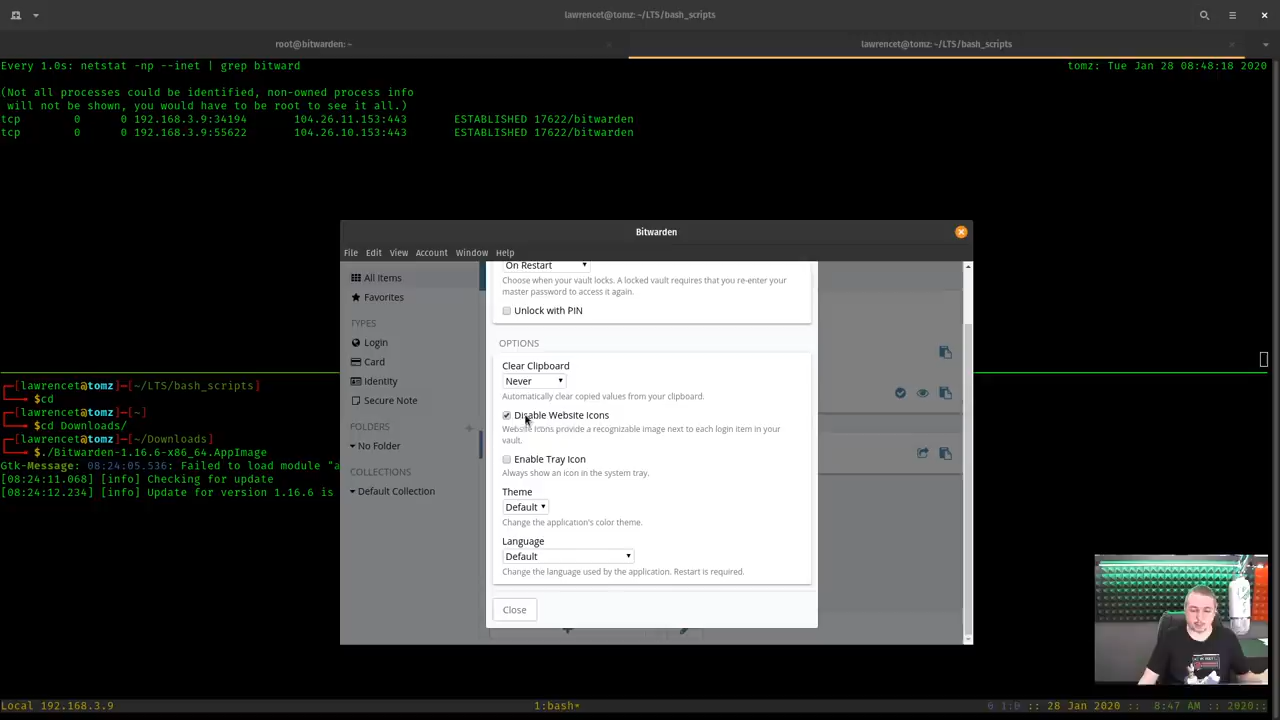 lawrencet@tomz: ~/LTS/bash_scripts
root@bitwarden: ~
lawrencet@tomz: ~/LTS/bash_scripts
Every 1.0s: netstat -np --inet | grep bitward
tomz: Tue Jan 28 08:48:18 2020
(Not all processes could be identified, non-owned process info
will not be shown, you would have to be root to see it all.)
tcp 0 0 192.168.3.9:34194 104.26.11.153:443 ESTABLISHED 17622/bitwarden
tcp 0 0 192.168.3.9:55622 104.26.10.153:443 ESTABLISHED 17622/bitwarden
Bitwarden
File Edit View Account Window Help
All Items
Favorites
TYPES
Login
Card
Identity
Secure Note
FOLDERS
No Folder
COLLECTIONS
Default Collection
On Restart
Choose when your vault locks. A locked vault requires that you re-enter your
master password to access it again.
Unlock with PIN
OPTIONS
Clear Clipboard
Never
Automatically clear copied values from your clipboard.
Disable Website Icons
Website Icons provide a recognizable image next to each login item in your
vault.
Enable Tray Icon
Always show an icon in the system tray.
Theme
Default
Change the application's color theme.
Language
Default
Change the language used by the application. Restart is required.
Close
[lawrencet@tomz]─[~/LTS/bash_scripts]
$cd
[lawrencet@tomz]─[~]
$cd Downloads/
[lawrencet@tomz]─[~/Downloads]
$./Bitwarden-1.16.6-x86_64.AppImage
Gtk-Message: 08:24:05.536: Failed to load module "a
[08:24:11.068] [info] Checking for update
[08:24:12.234] [info] Update for version 1.16.6 is
Local 192.168.3.9
1:bash*
:: 28 Jan 2020 :: 8:47 AM ::2020::